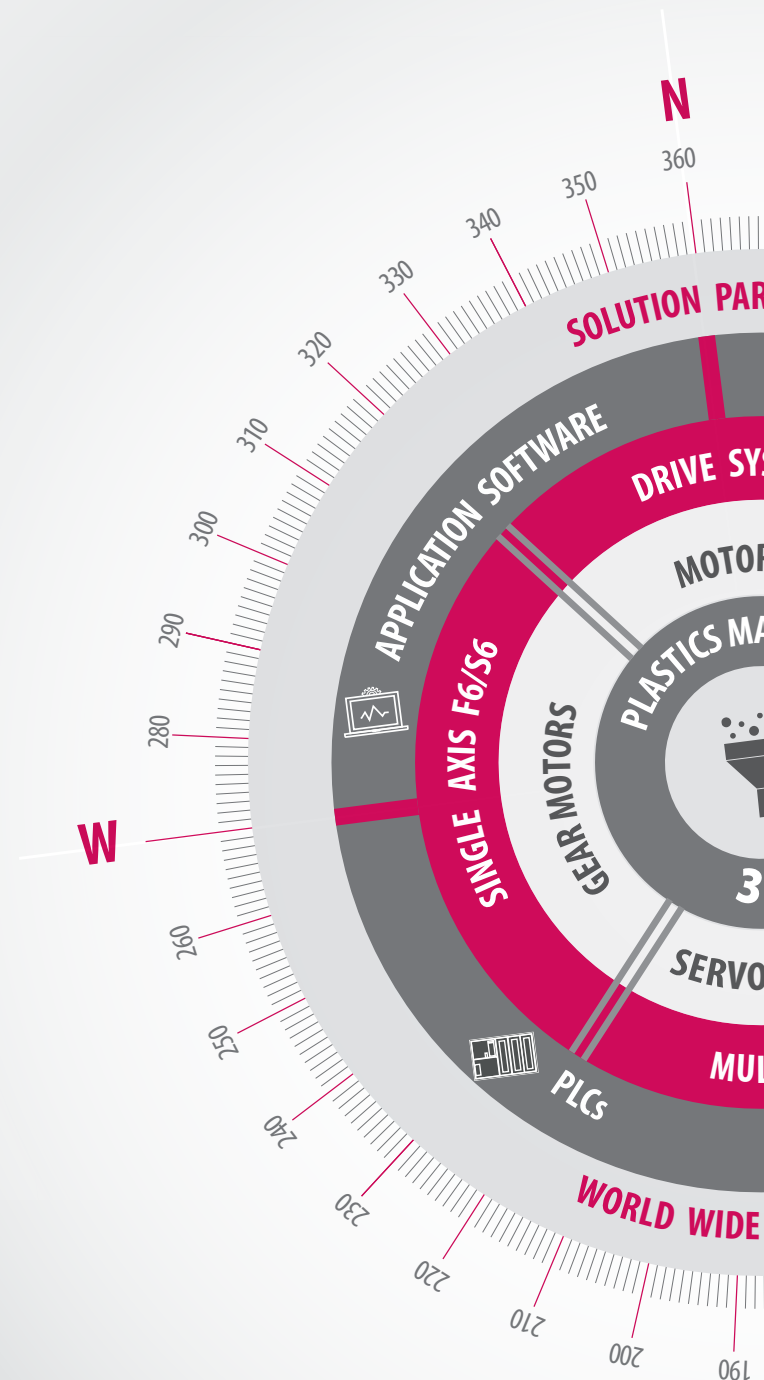 N
360
350
340
330
320
310
300
290
280
W
260
250
240
230
220
210
200
190
SOLUTION PAR
APPLICATION SOFTWARE
DRIVE SYS
MOTOR
PLASTICS MA
SINGLE AXIS F6/S6
GEAR MOTORS
3
SERVO
MUL
PLCs
WORLD WIDE